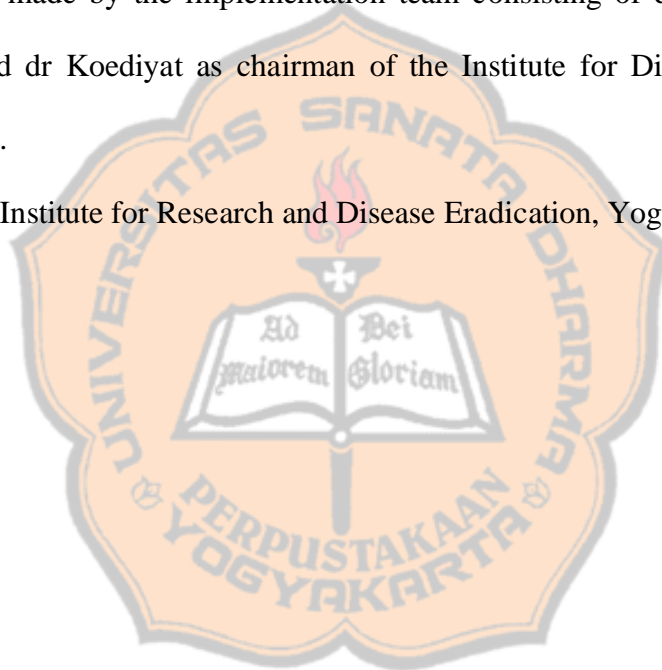 made by the Implementation team consisting of
dr Koediyat as chairman of the Institute for
.
Institute for Research and Disease Eradication,
UNIVERSITAS SANATA DHARMA
Ad Dei
Maiorem Gloriam
PERPUSTAKAAN
YOGYAKARTA